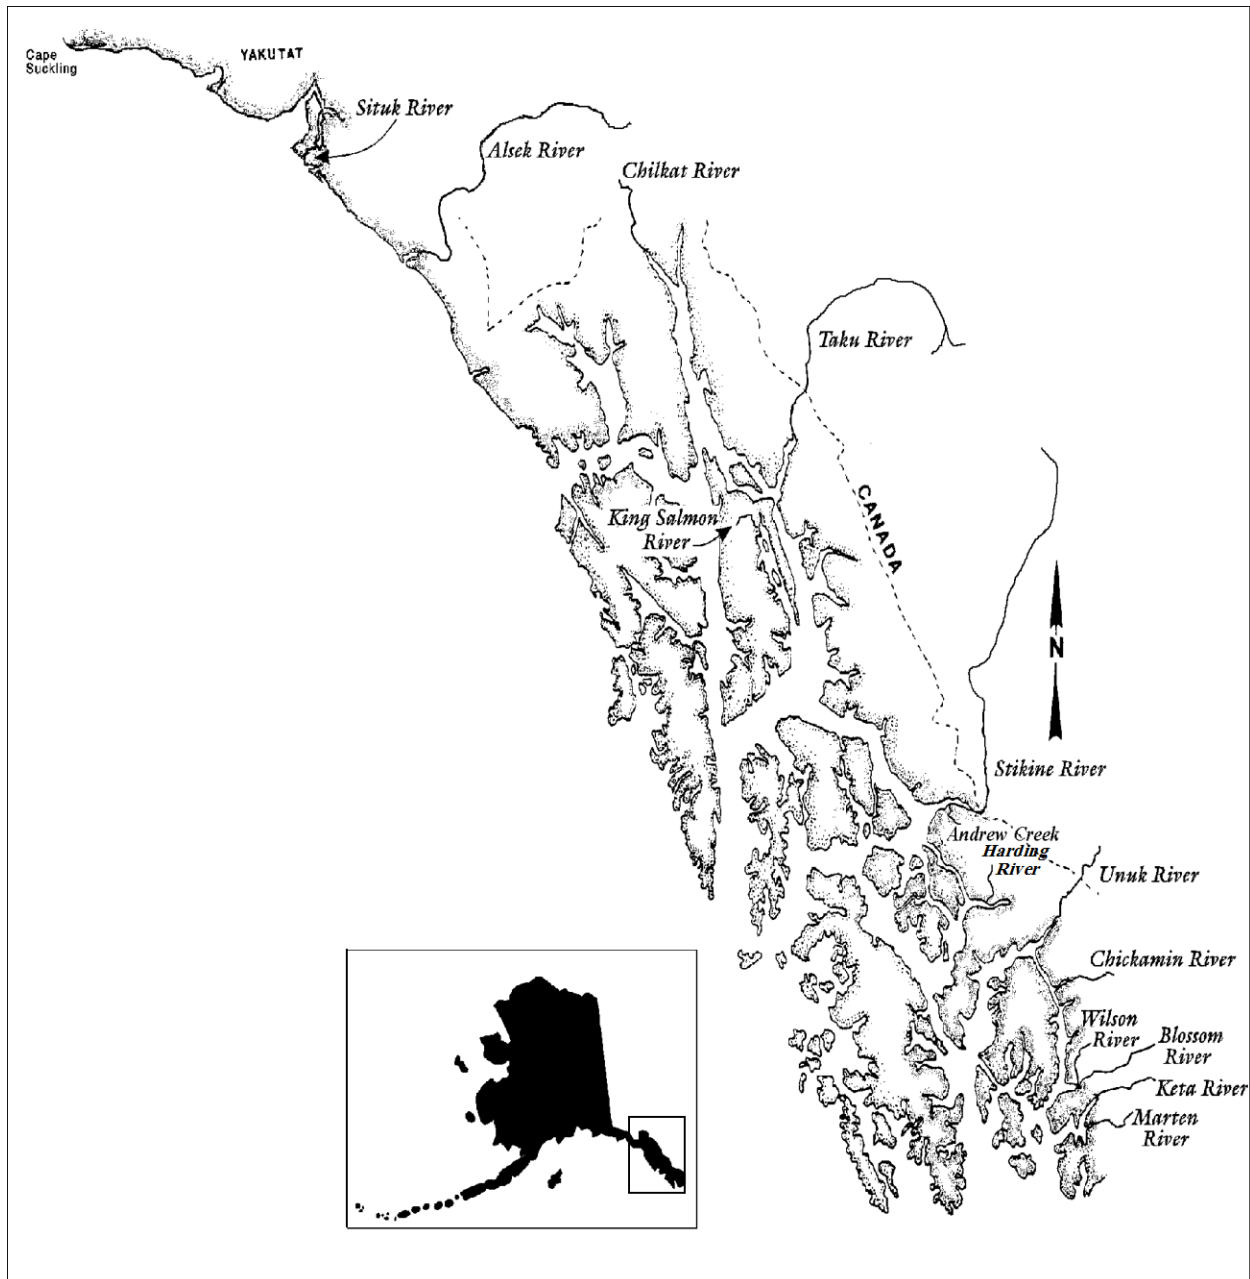 Cape
Suckling
YAKUTAT
Situk River
Alsek River
Chilkat River
Taku River
King Salmon
River
CANADA
N
Stikine River
Andrew Creek
Harding
River
Unuk River
Chickamin River
Wilson
River
Blossom
River
Keta River
Marten
River